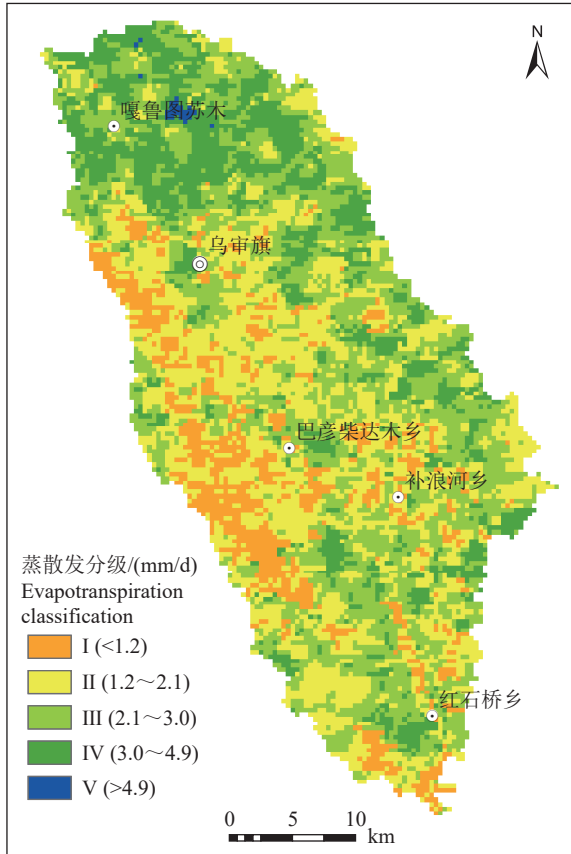 N
嘎鲁图苏木
乌审旗
巴彦柴达木乡
补浪河乡
蒸散发分级/(mm/d)
Evapotranspiration
classification
I (<1.2)
II (1.2～2.1)
III (2.1～3.0)
IV (3.0～4.9)
V (>4.9)
红石桥乡
0 5 10
km